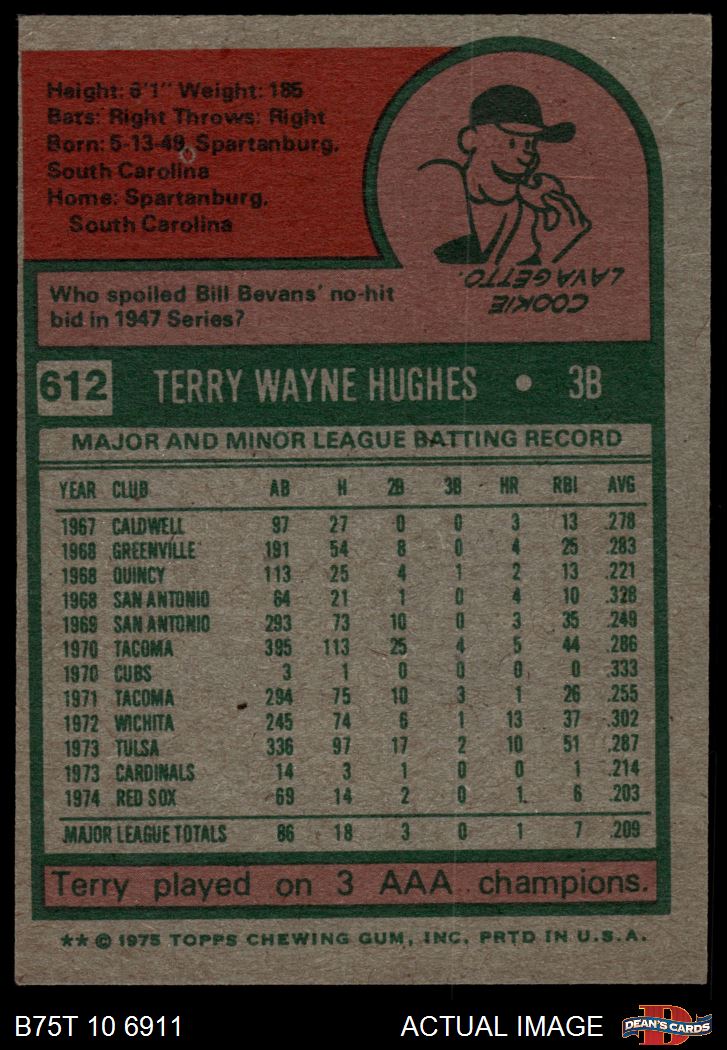 Height: 6'1" Weight: 185
Bats: Right Throws: Right
Born: 5-13-49, Spartanburg,
South Carolina
Home: Spartanburg,
South Carolina
COOKIE
LAVAGETTO.
Who spoiled Bill Bevans' no-hit
bid in 1947 Series?
612 TERRY WAYNE HUGHES • 3B
MAJOR AND MINOR LEAGUE BATTING RECORD
YEAR CLUB AB H 2B 3B HR RBI AVG
1967 CALDWELL 97 27 0 0 3 13 .278
1968 GREENVILLE 191 54 8 0 4 25 .283
1968 QUINCY 113 25 4 1 2 13 .221
1968 SAN ANTONIO 64 21 1 0 4 10 .328
1969 SAN ANTONIO 293 73 10 0 3 35 .249
1970 TACOMA 395 113 25 4 5 44 .286
1970 CUBS 3 1 0 0 0 0 .333
1971 TACOMA 294 75 10 3 1 26 .255
1972 WICHITA 245 74 6 1 13 37 .302
1973 TULSA 336 97 17 2 10 51 .287
1973 CARDINALS 14 3 1 0 0 1 .214
1974 RED SOX 69 14 2 0 1 6 .203
MAJOR LEAGUE TOTALS 86 18 3 0 1 7 .209
Terry played on 3 AAA champions.
** © 1975 TOPPS CHEWING GUM, INC. PRTD IN U.S.A.
B75T 10 6911 ACTUAL IMAGE D DEAN'S CARDS